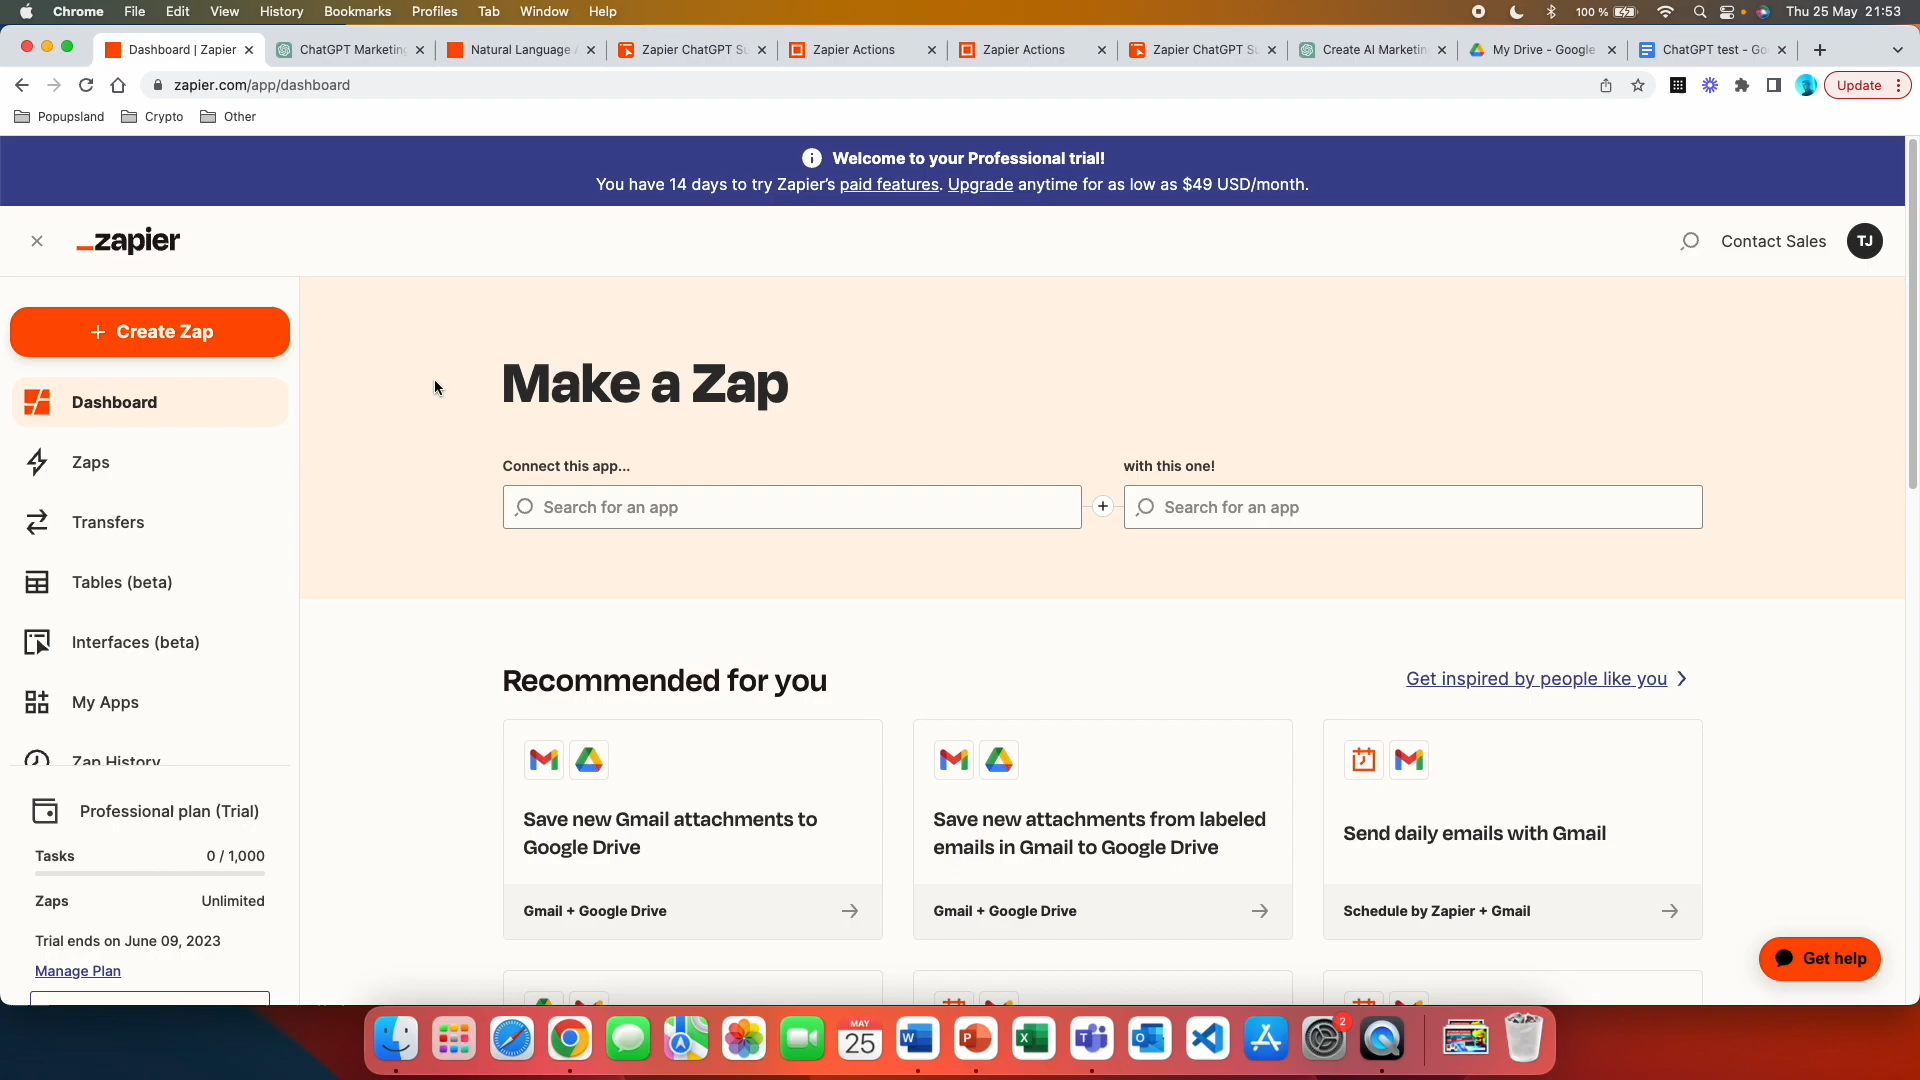 Chrome File Edit View History Bookmarks Profiles Tab Window Help 100 % Thu 25 May 21:53
Dashboard | Zapier ChatGPT Marketing Natural Language Zapier ChatGPT Zapier Actions Zapier Actions Zapier ChatGPT Create AI Marketin My Drive - Google ChatGPT test - Go
zapier.com/app/dashboard Update
Popupsland Crypto Other
Welcome to your Professional trial!
You have 14 days to try Zapier's paid features. Upgrade anytime for as low as $49 USD/month.
_zapier Contact Sales TJ
+ Create Zap
Dashboard
Zaps
Transfers
Tables (beta)
Interfaces (beta)
My Apps
Zap History
Professional plan (Trial)
Tasks 0 / 1,000
Zaps Unlimited
Trial ends on June 09, 2023
Manage Plan
Make a Zap
Connect this app... with this one!
Search for an app + Search for an app
Recommended for you Get inspired by people like you
Save new Gmail attachments to
Google Drive
Gmail + Google Drive
Save new attachments from labeled
emails in Gmail to Google Drive
Gmail + Google Drive
Send daily emails with Gmail
Schedule by Zapier + Gmail
Get help
MAY
25
2